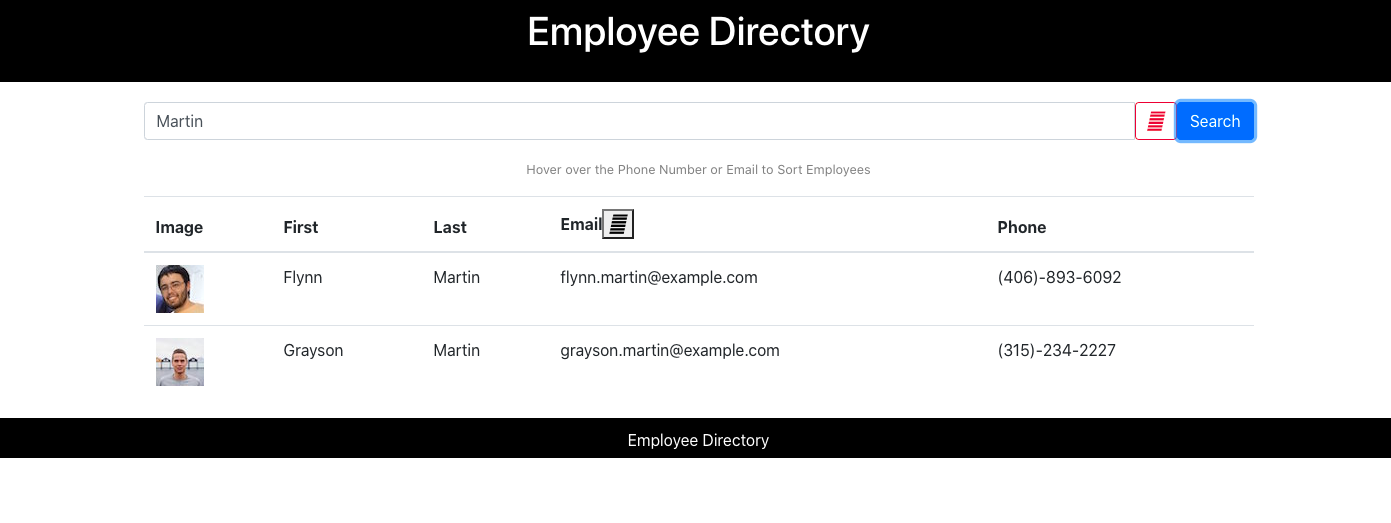 Employee Directory
Martin Search
Hover over the Phone Number or Email to Sort Employees
Image First Last Email Phone
Flynn Martin flynn.martin@example.com (406)-893-6092
Grayson Martin grayson.martin@example.com (315)-234-2227
Employee Directory